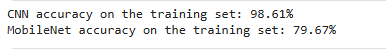 CNN accuracy on the training set: 98.61%
MobileNet accuracy on the training set: 79.67%